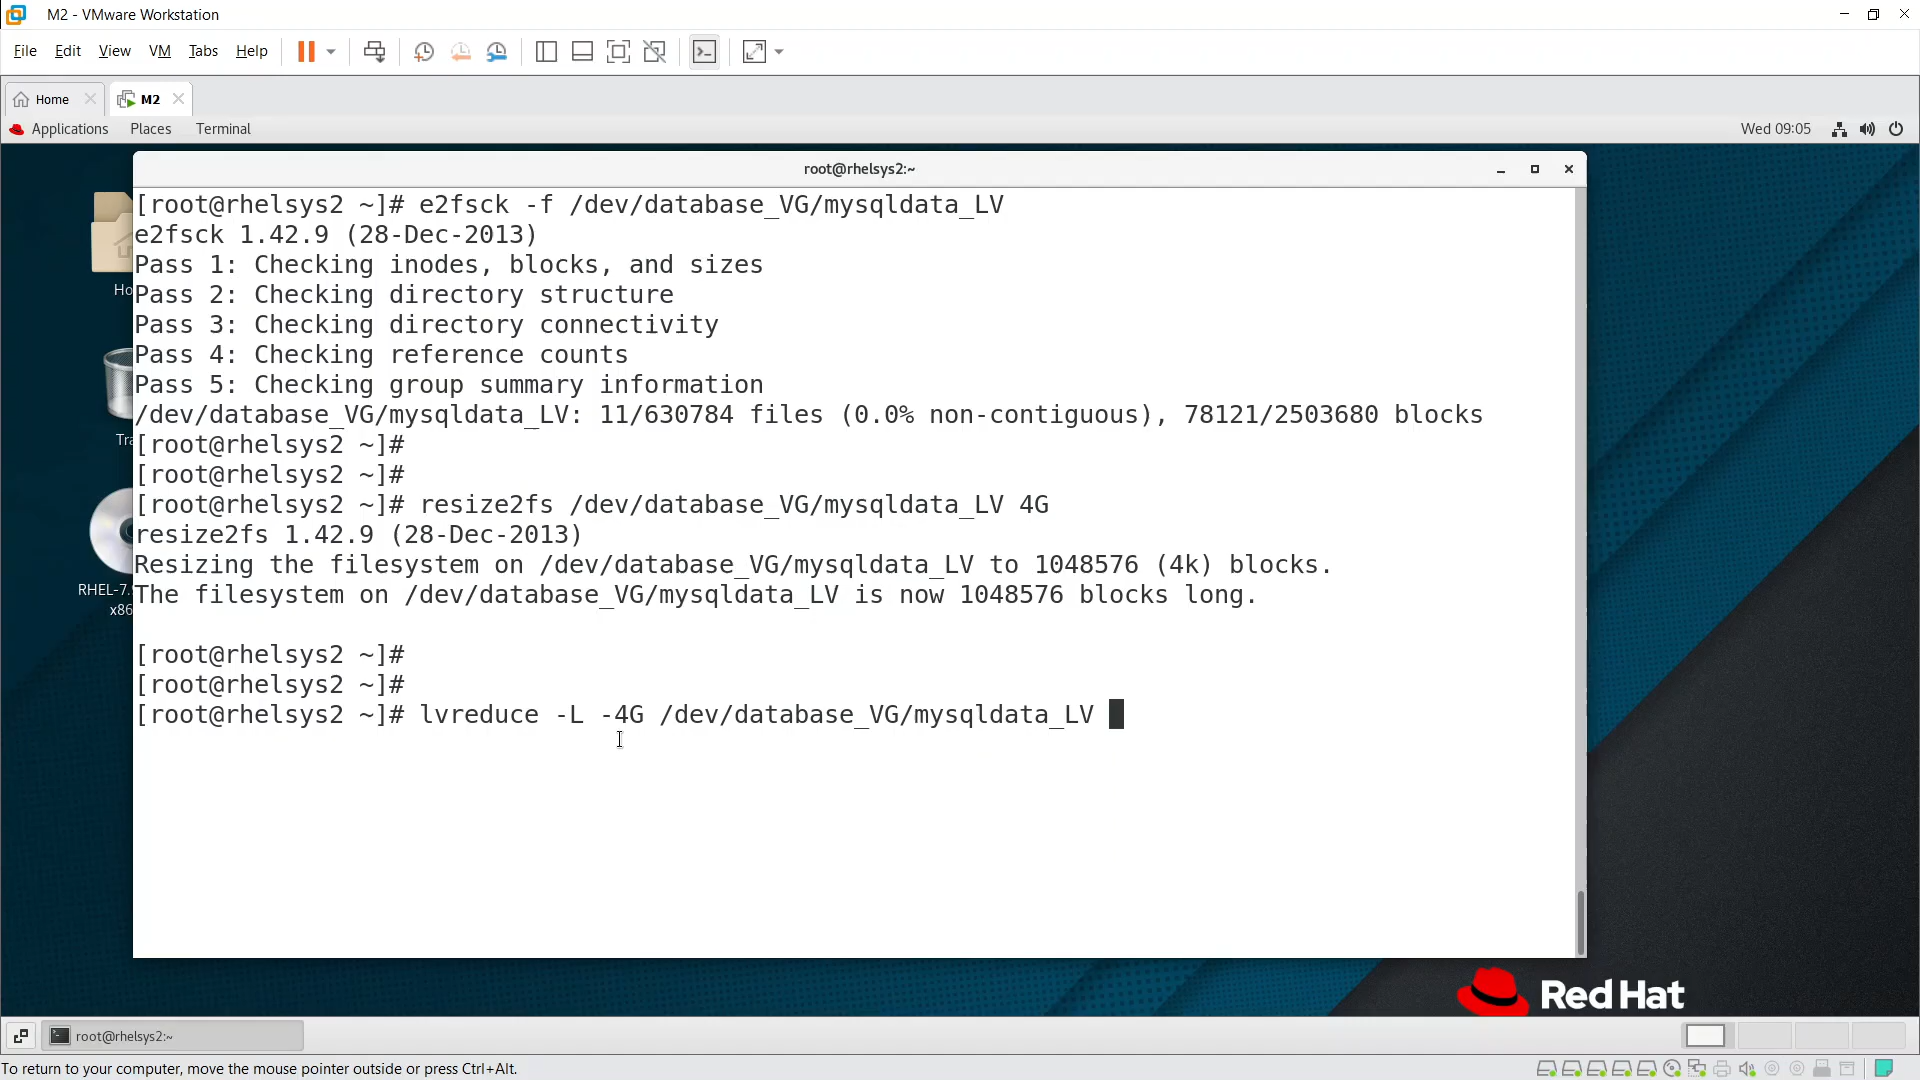 M2 - VMware Workstation
File Edit View VM Tabs Help
Home M2
Applications Places Terminal Wed 09:05
root@rhelsys2:~
[root@rhelsys2 ~]# e2fsck -f /dev/database_VG/mysqldata_LV
e2fsck 1.42.9 (28-Dec-2013)
Pass 1: Checking inodes, blocks, and sizes
Pass 2: Checking directory structure
Pass 3: Checking directory connectivity
Pass 4: Checking reference counts
Pass 5: Checking group summary information
/dev/database_VG/mysqldata_LV: 11/630784 files (0.0% non-contiguous), 78121/2503680 blocks
[root@rhelsys2 ~]#
[root@rhelsys2 ~]#
[root@rhelsys2 ~]# resize2fs /dev/database_VG/mysqldata_LV 4G
resize2fs 1.42.9 (28-Dec-2013)
Resizing the filesystem on /dev/database_VG/mysqldata_LV to 1048576 (4k) blocks.
The filesystem on /dev/database_VG/mysqldata_LV is now 1048576 blocks long.
[root@rhelsys2 ~]#
[root@rhelsys2 ~]#
[root@rhelsys2 ~]# lvreduce -L -4G /dev/database_VG/mysqldata_LV
Ho
Tra
RHEL-7.
x86
Red Hat
root@rhelsys2:~
To return to your computer, move the mouse pointer outside or press Ctrl+Alt.